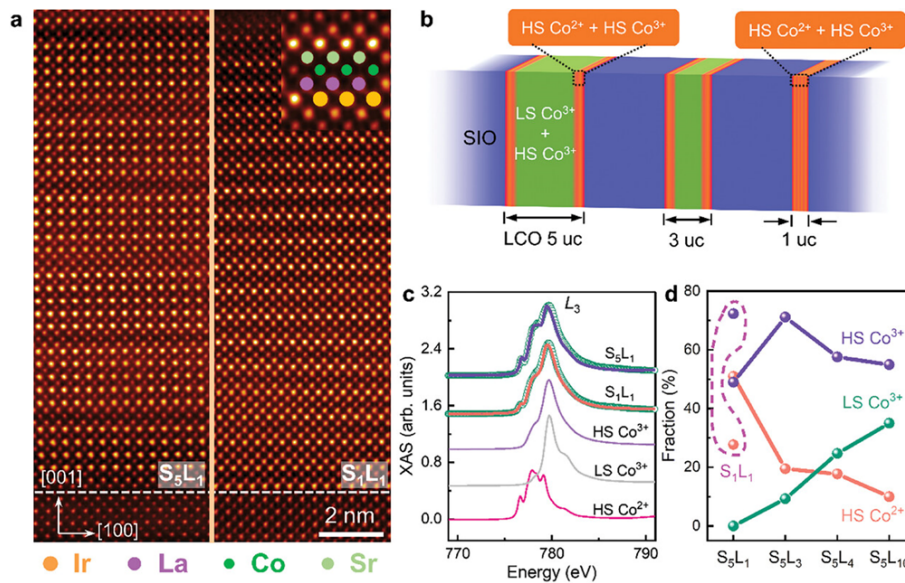 a
[001]
[100]
S₅L₁
S₁L₁
2 nm
Ir
La
Co
Sr
b
HS Co²⁺ + HS Co³⁺
HS Co²⁺ + HS Co³⁺
SIO
LS Co³⁺
+
HS Co³⁺
LCO 5 uc
3 uc
1 uc
c
XAS (arb. units)
3.2
2.4
1.6
0.8
0.0
L₃
S₅L₁
S₁L₁
HS Co³⁺
LS Co³⁺
HS Co²⁺
770
780
790
Energy (eV)
d
Fraction (%)
80
60
40
20
0
HS Co³⁺
LS Co³⁺
S₁L₁
HS Co²⁺
S₅L₁
S₅L₃
S₅L₄
S₅L₁₀